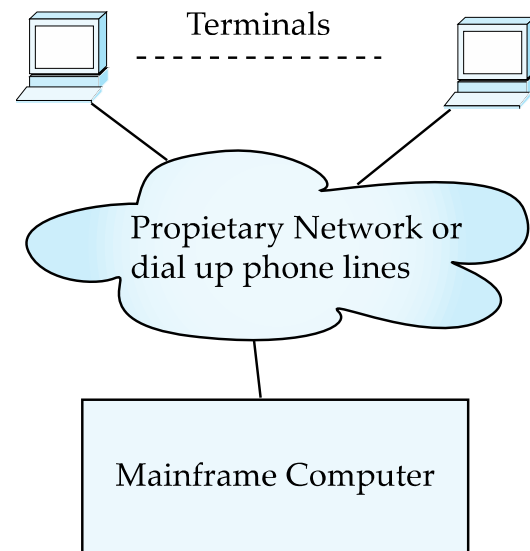 Terminals
Propietary Network or
dial up phone lines
Mainframe Computer